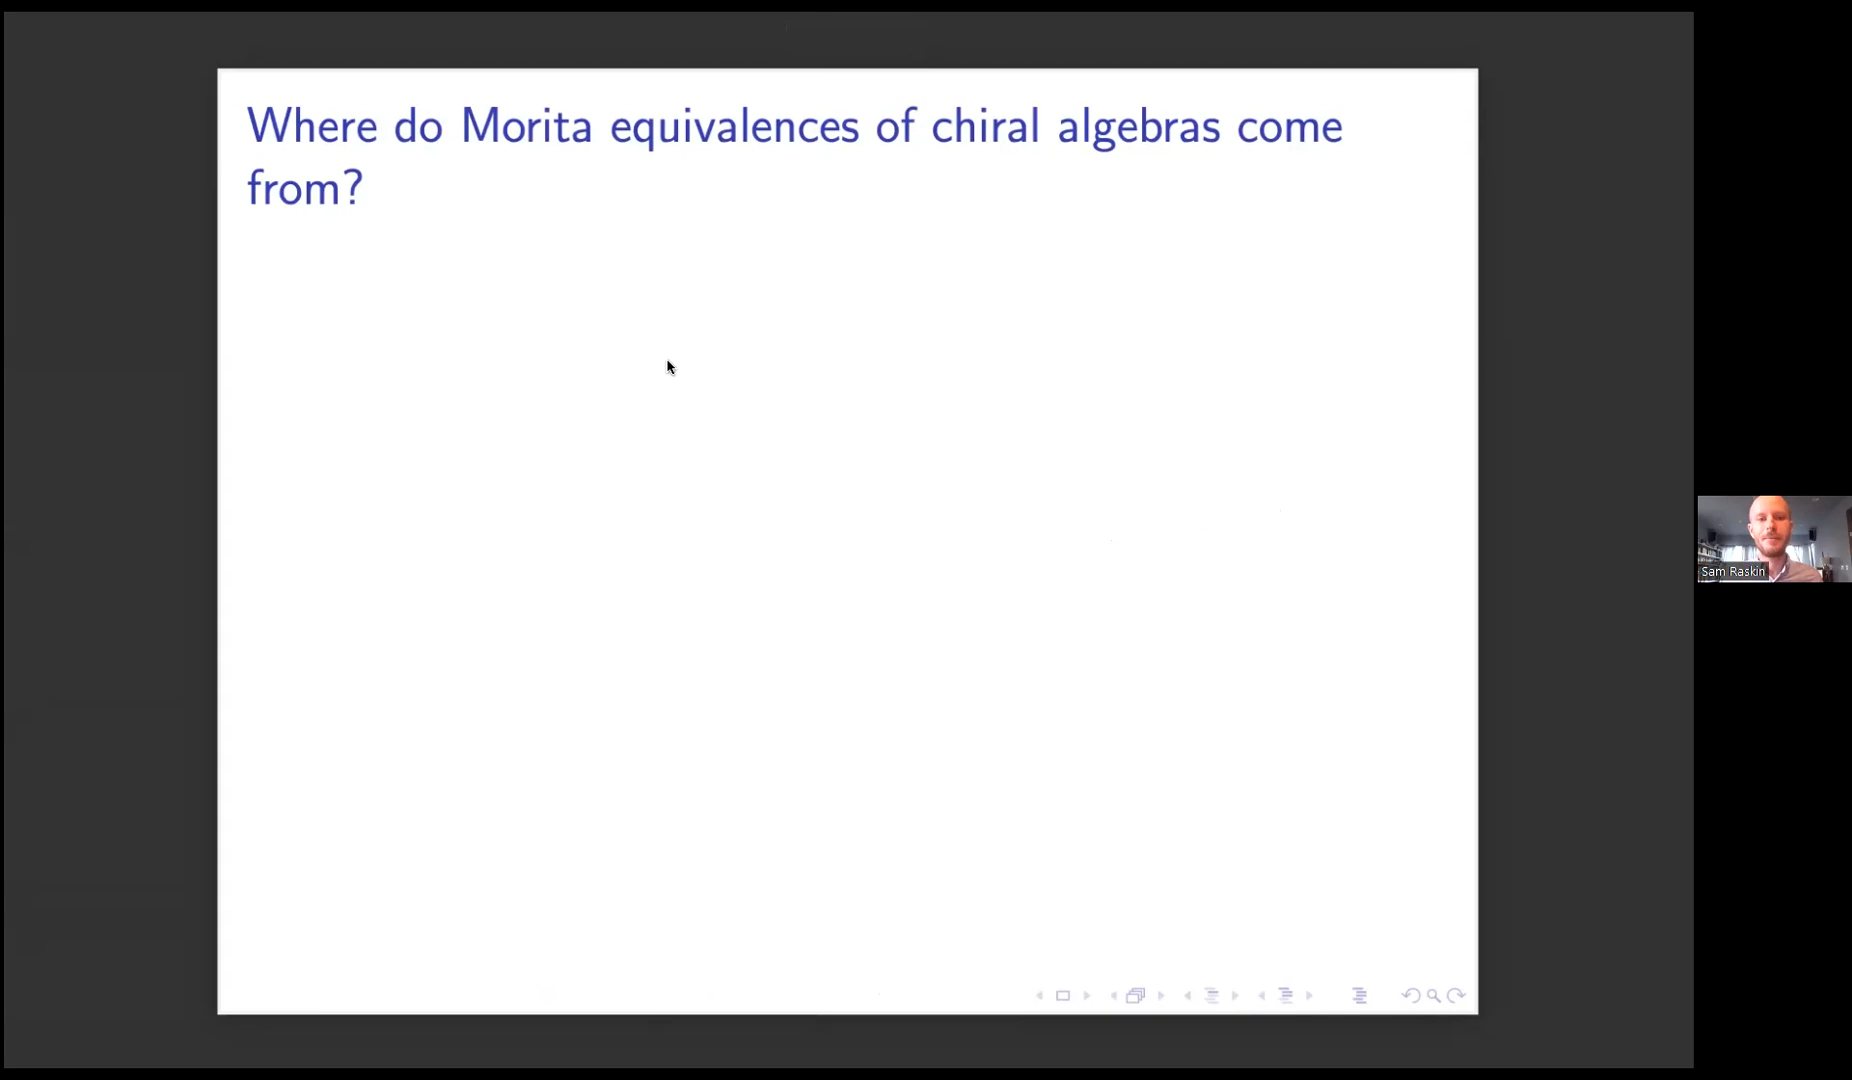 Where do Morita equivalences of chiral algebras come
from?
Sam Raskin